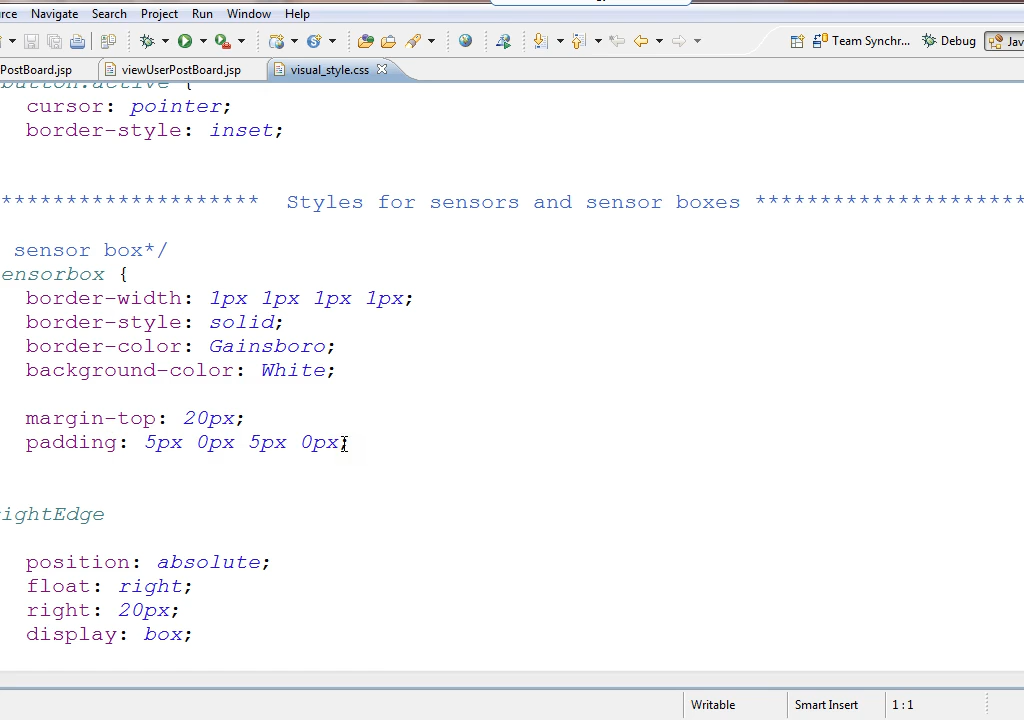 rce Navigate Search Project Run Window Help
Team Synchr... Debug Jav
PostBoard.jsp viewUserPostBoard.jsp visual_style.css
button.active {
cursor: pointer;
border-style: inset;
******************** Styles for sensors and sensor boxes *********************
sensor box*/
ensorbox {
border-width: 1px 1px 1px 1px;
border-style: solid;
border-color: Gainsboro;
background-color: White;
margin-top: 20px;
padding: 5px 0px 5px 0px;
ightEdge
position: absolute;
float: right;
right: 20px;
display: box;
Writable Smart Insert 1 : 1